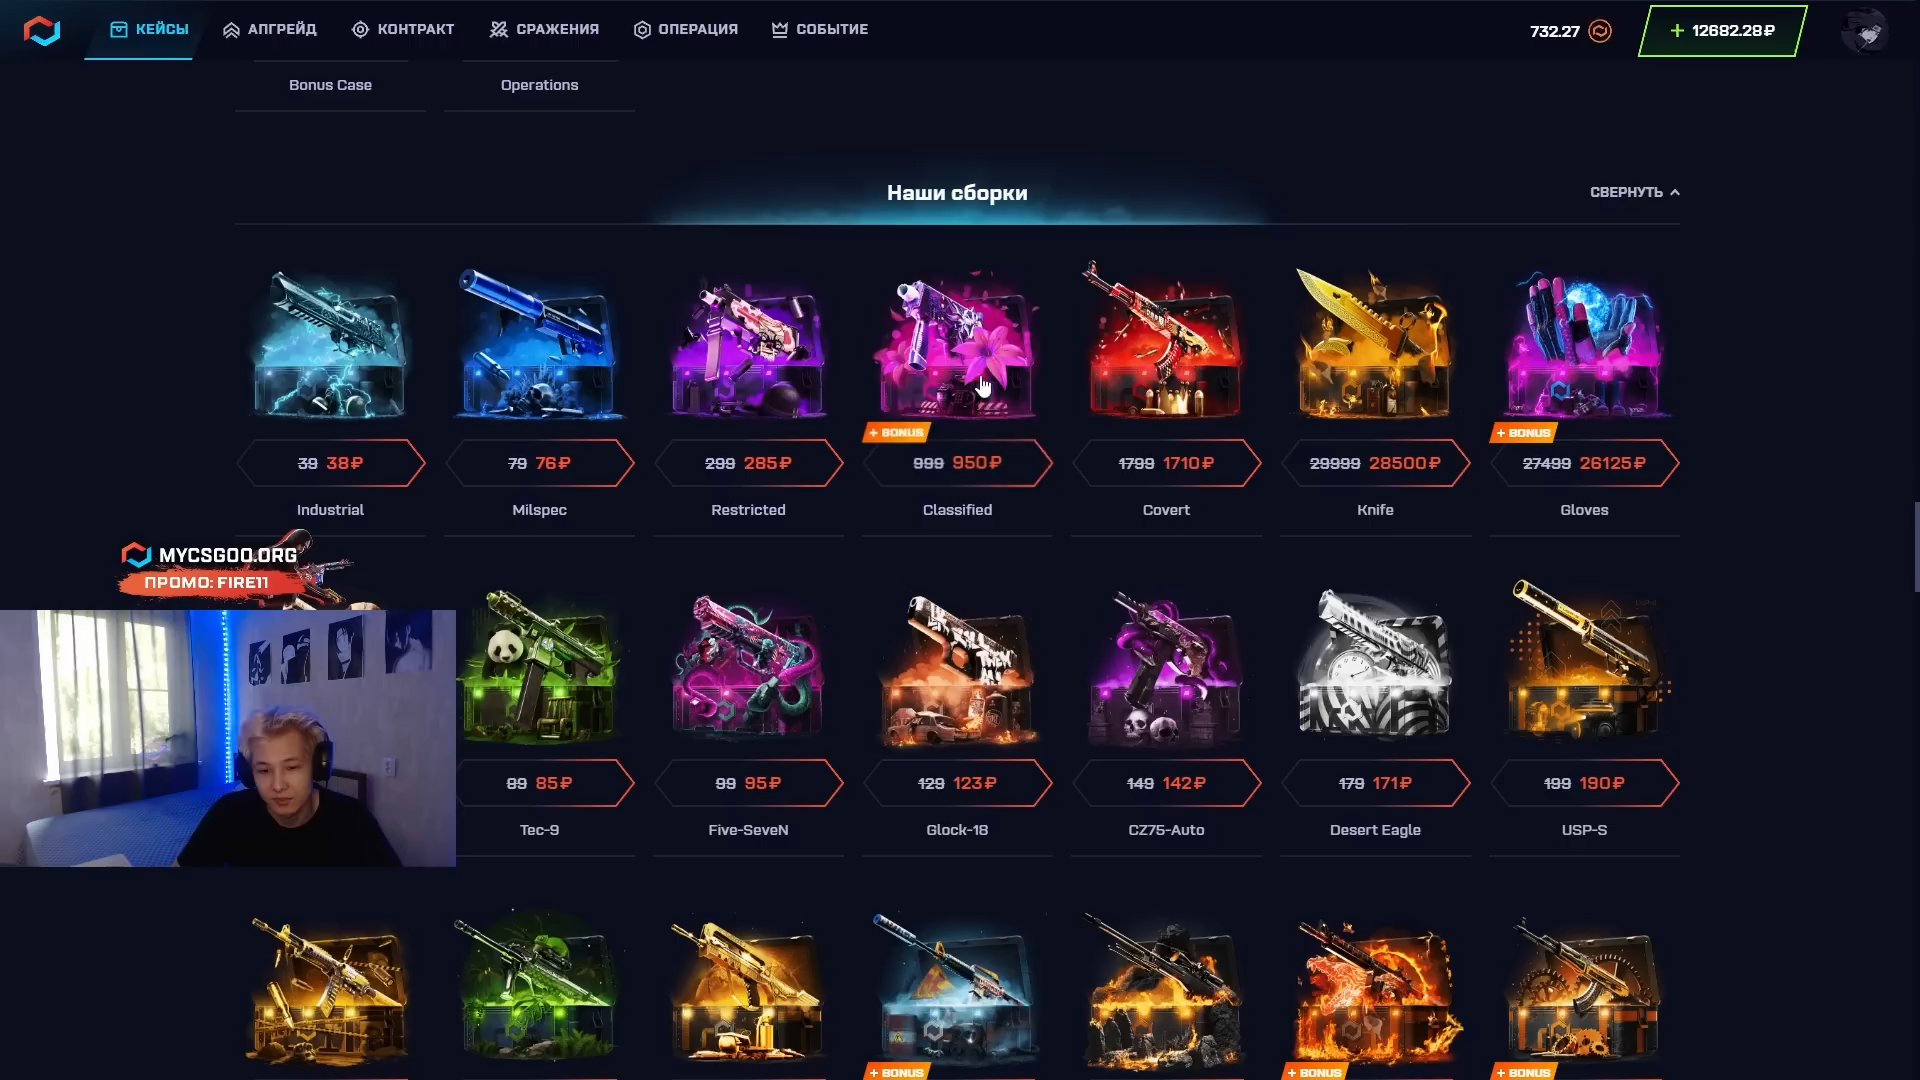 КЕЙСЫ АПГРЕЙД КОНТРАКТ СРАЖЕНИЯ ОПЕРАЦИЯ СОБЫТИЕ 732.27 + 12682.28₽
Bonus Case Operations
Наши сборки СВЕРНУТЬ
+ BONUS + BONUS
39 38₽ 79 76₽ 299 285₽ 999 950₽ 1799 1710₽ 29999 28500₽ 27499 26125₽
Industrial Milspec Restricted Classified Covert Knife Gloves
MYCSGOO.ORG
ПРОМО: FIRE11
89 85₽ 99 95₽ 129 123₽ 149 142₽ 179 171₽ 199 190₽
Tec-9 Five-SeveN Glock-18 CZ75-Auto Desert Eagle USP-S
+ BONUS + BONUS + BONUS